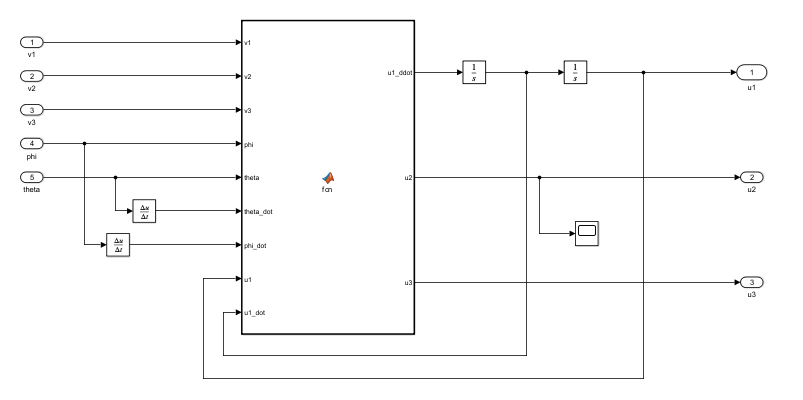 1
v1
2
v2
3
v3
4
phi
5
theta
Δu
Δt
Δu
Δt
v1
v2
v3
phi
theta
theta_dot
phi_dot
u1
u1_dot
fcn
u1_ddot
u2
u3
1
s
1
s
1
u1
2
u2
3
u3